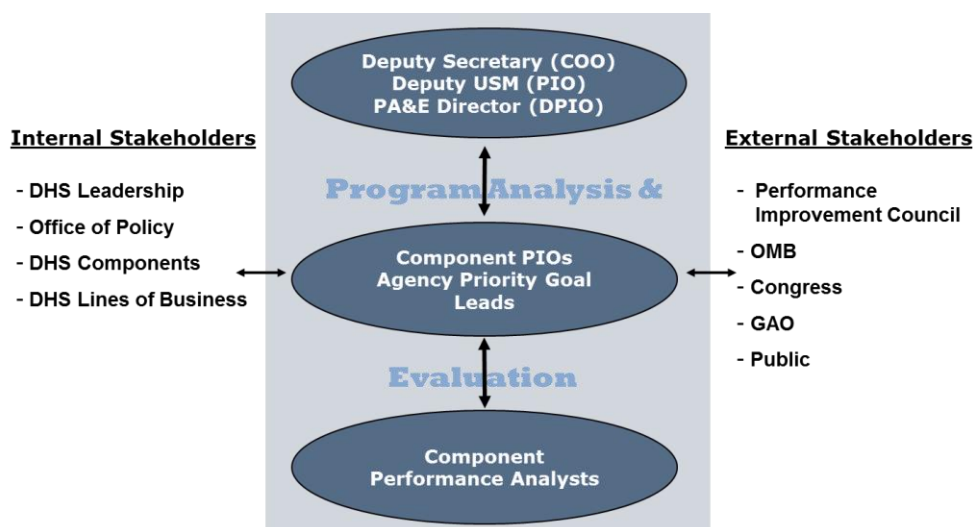 Deputy Secretary (COO)
Deputy USM (PIO)
PA&E Director (DPIO)
Internal Stakeholders
- DHS Leadership
- Office of Policy
- DHS Components
- DHS Lines of Business
Program Analysis &
Component PIOs
Agency Priority Goal
Leads
Evaluation
Component
Performance Analysts
External Stakeholders
- Performance
Improvement Council
- OMB
- Congress
- GAO
- Public